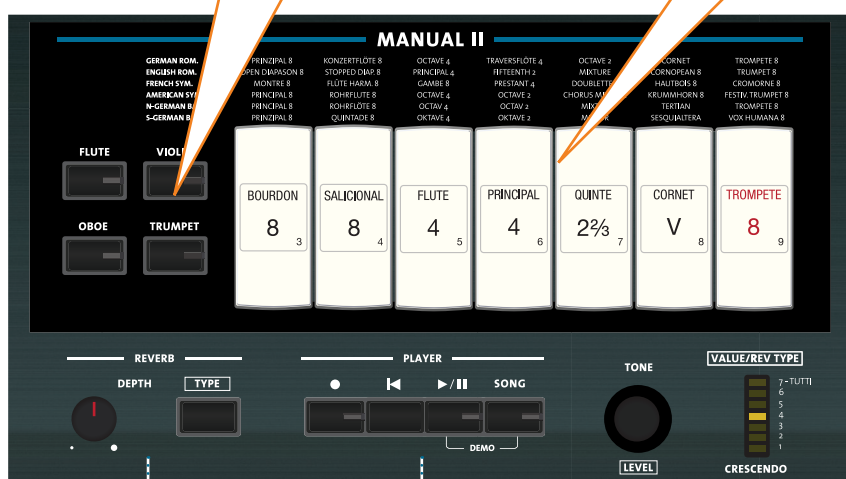 MANUAL II
GERMAN ROM. PRINZIPAL 8 KONZERTFLÖTE 8 OCTAVE 4 TRAVERSFLÖTE 4 OCTAVE 2 CORNET TROMPETE 8
ENGLISH ROM. OPEN DIAPASON 8 STOPPED DIAP. 8 PRINCIPAL 4 FIFTEENTH 2 MIXTURE CORNOPEAN 8 TRUMPET 8
FRENCH SYM. MONTRE 8 FLÛTE HARM. 8 GAMBE 8 PRESTANT 4 DOUBLETTE HAUTBOIS 8 CROMORNE 8
AMERICAN SYM. PRINCIPAL 8 ROHRFLUTE 8 OCTAVE 4 OCTAVE 2 CHORUS KRUMMHORN 8 FESTIV. TRUMPET 8
N-GERMAN PRINCIPAL 8 ROHRFLÖTE 8 OCTAV 4 OCTAV 2 TERTIAN TROMPETE 8
S-GERMAN PRINZIPAL 8 QUINTADE 8 OKTAVE 4 OKTAVE 2 SESQUIALTERA VOX HUMANA 8
FLUTE
OBOE TRUMPET
BOURDON SALICIONAL FLUTE PRINCIPAL QUINTE CORNET TROMPETE
8 8 4 4 2⅔ V 8
3 4 5 6 7 8 9
REVERB PLAYER
DEPTH TYPE SONG
DEMO
TONE
LEVEL
VALUE/REV TYPE
7-TUTTI
6
5
4
3
2
1
CRESCENDO